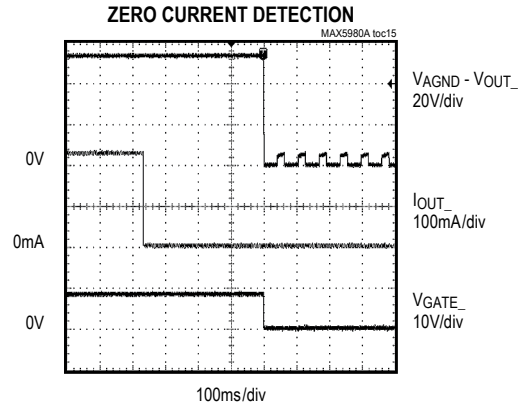 ZERO CURRENT DETECTION
MAX5980A toc15
VAGND - VOUT_
20V/div
0V
IOUT_
100mA/div
0mA
VGATE_
10V/div
0V
100ms/div